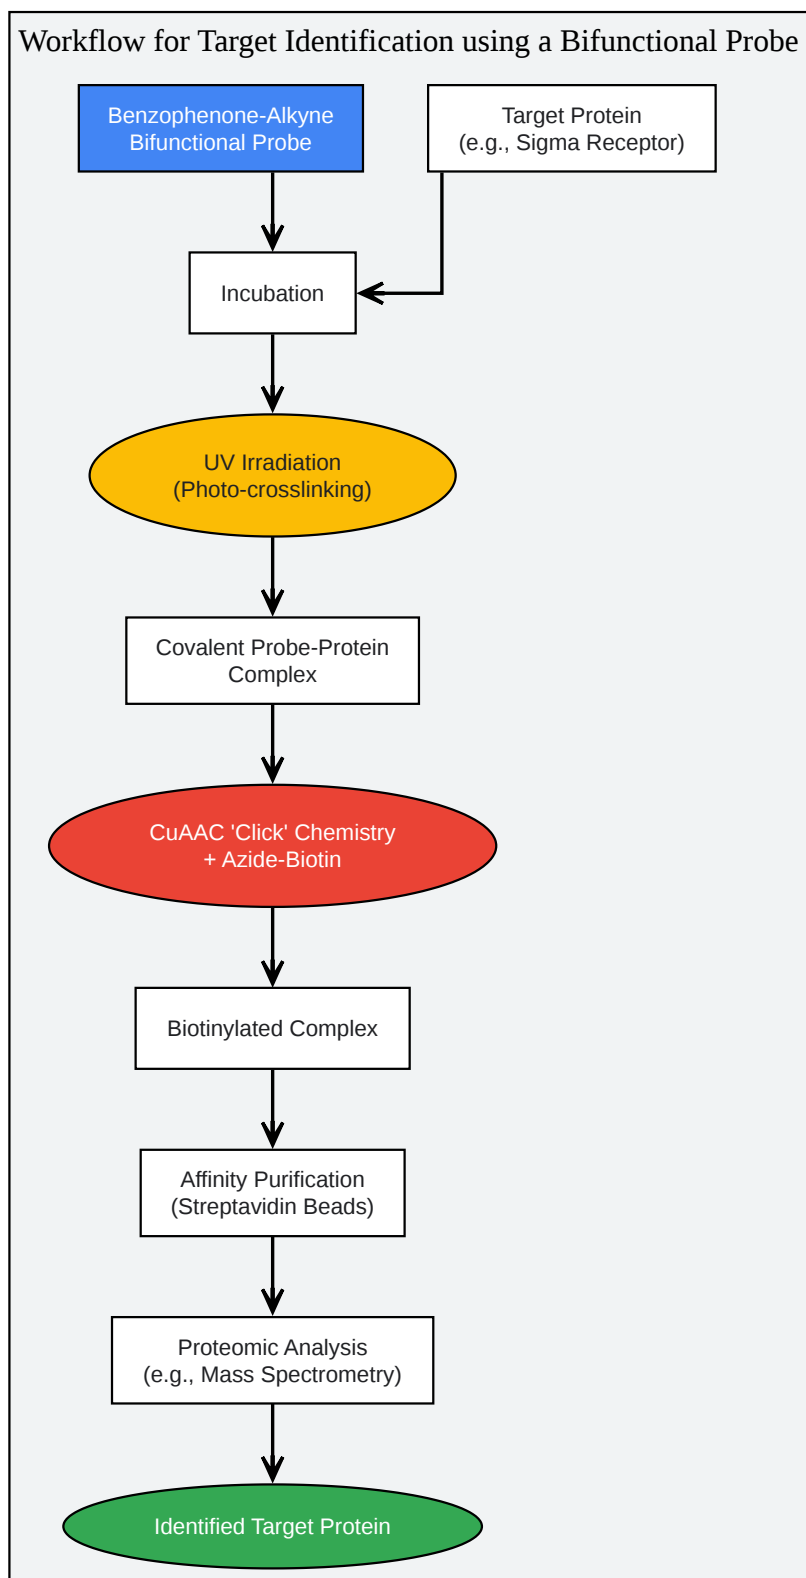 Workflow for Target Identification using a Bifunctional Probe
Benzophenone-Alkyne
Bifunctional Probe
Target Protein
(e.g., Sigma Receptor)
Incubation
UV Irradiation
(Photo-crosslinking)
Covalent Probe-Protein
Complex
CuAAC 'Click' Chemistry
+ Azide-Biotin
Biotinylated Complex
Affinity Purification
(Streptavidin Beads)
Proteomic Analysis
(e.g., Mass Spectrometry)
Identified Target Protein